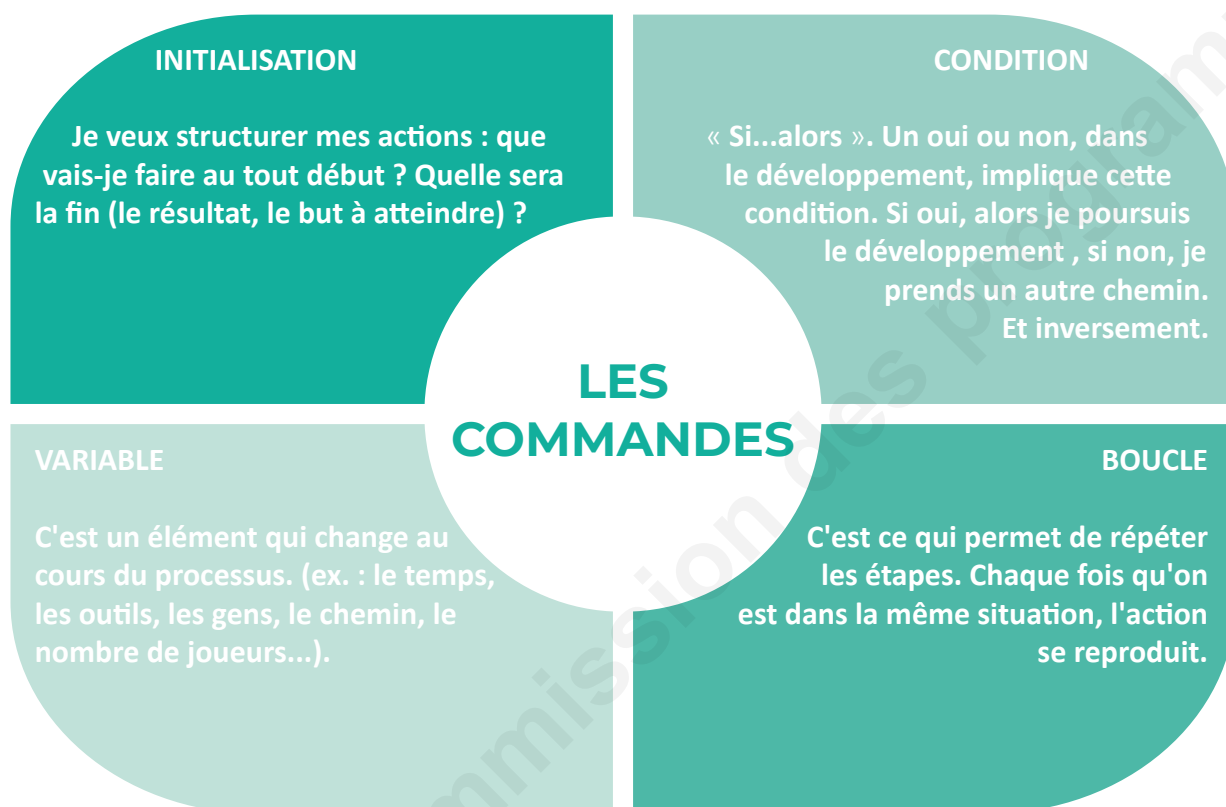 INITIALISATION
Je veux structurer mes actions : que
vais-je faire au tout début ? Quelle sera
la fin (le résultat, le but à atteindre) ?
CONDITION
« Si...alors ». Un oui ou non, dans
le développement, implique cette
condition. Si oui, alors je poursuis
le développement , si non, je
prends un autre chemin.
Et inversement.
LES
COMMANDES
VARIABLE
C'est un élément qui change au
cours du processus. (ex. : le temps,
les outils, les gens, le chemin, le
nombre de joueurs...).
BOUCLE
C'est ce qui permet de répéter
les étapes. Chaque fois qu'on
est dans la même situation, l'action
se reproduit.
des